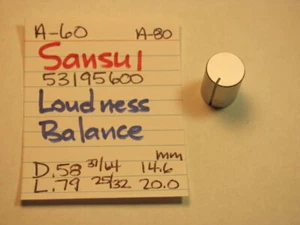 A-60 A-80
Sansui
53195600
Loudness
Balance
mm
D.58 37/64 14.6
L.79 25/32 20.0